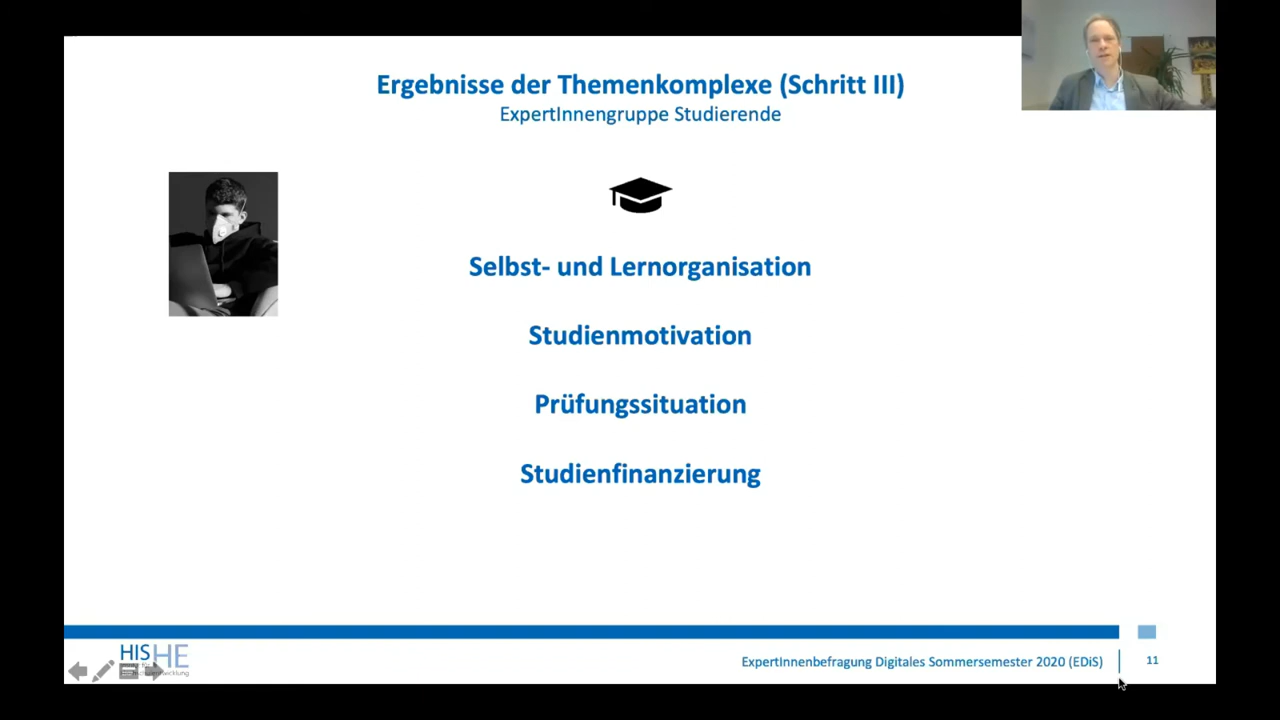 Ergebnisse der Themenkomplexe (Schritt III)
ExpertInnengruppe Studierende
Selbst- und Lernorganisation
Studienmotivation
Prüfungssituation
Studienfinanzierung
HIS HE
ExpertInnenbefragung Digitales Sommersemester 2020 (EDiS)
11